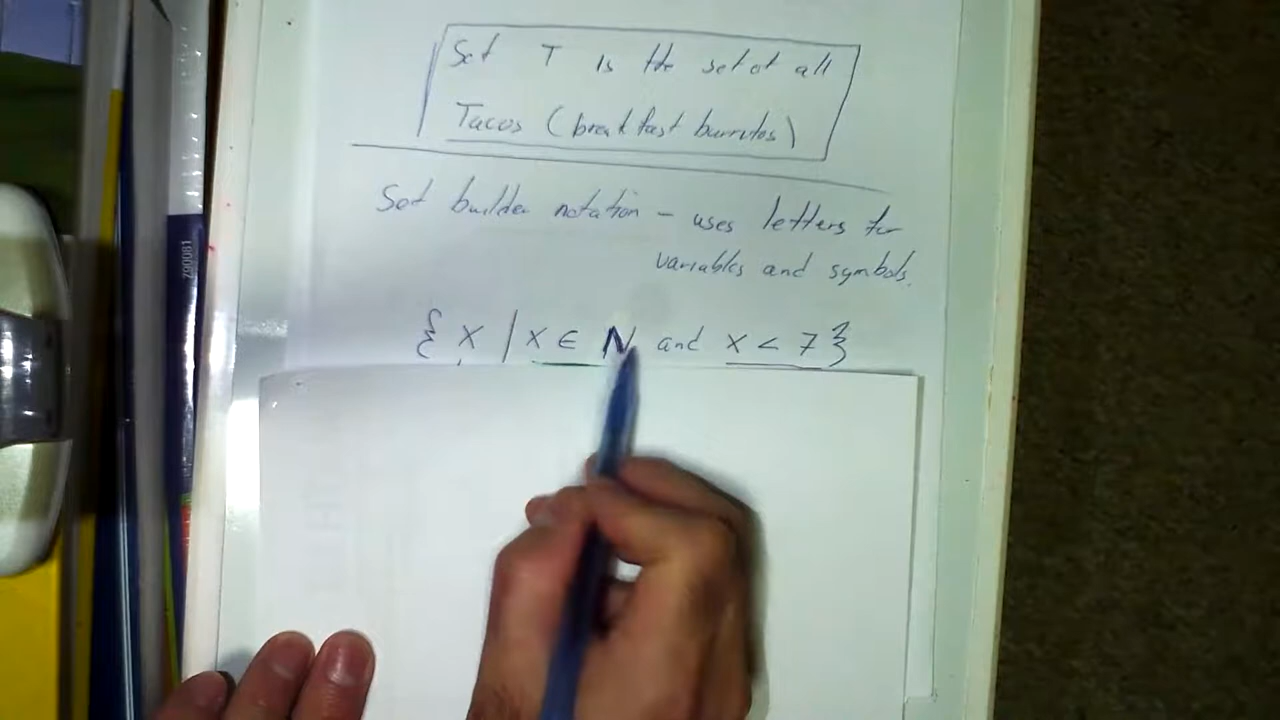 Set T is the set of all
Tacos (breakfast burritos)
Set builder notation - uses letters for
variables and symbols.
{ x | x ∈ N and x < 7 }
180062